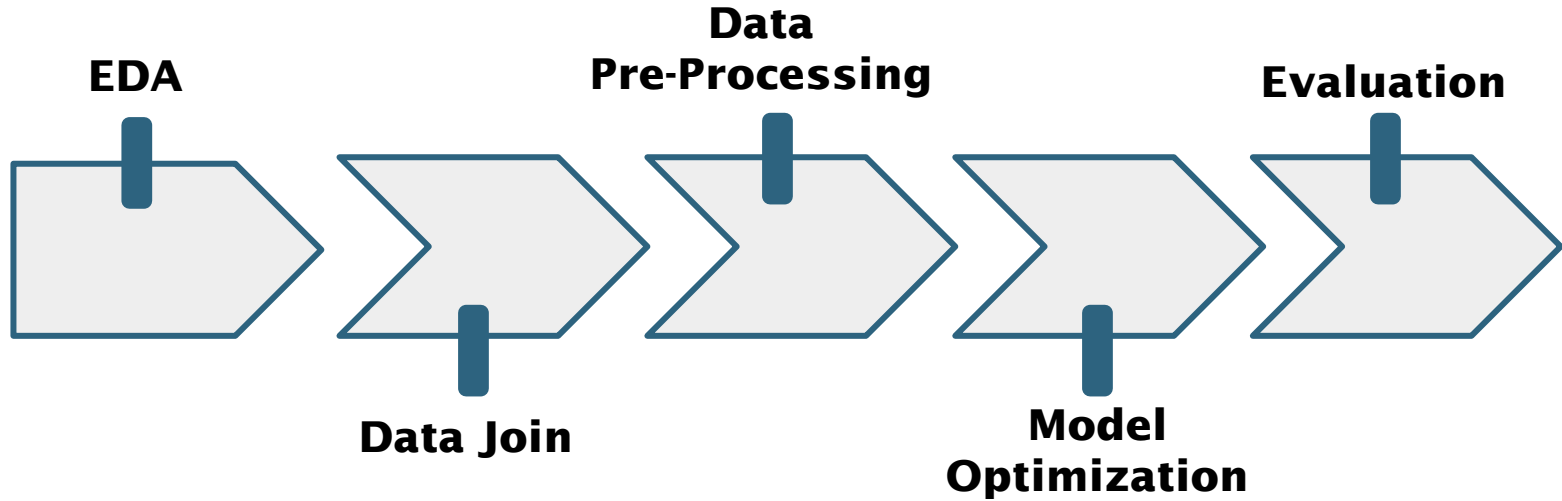 EDA
Data Join
Data
Pre-Processing
Model
Optimization
Evaluation